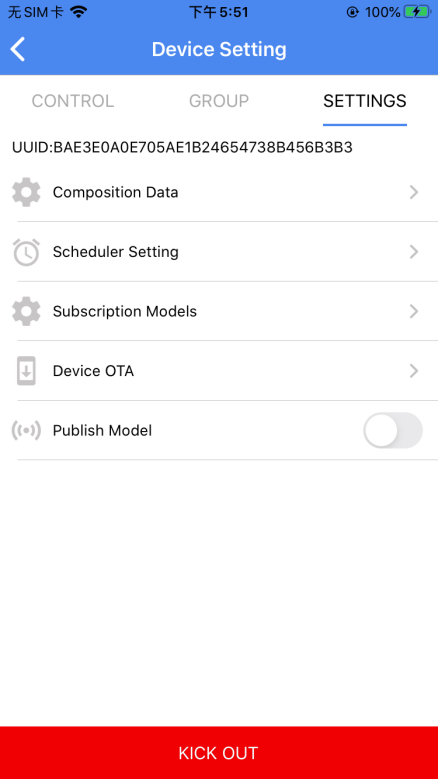 无SIM卡 下午5:51 100%
Device Setting
CONTROL GROUP SETTINGS
UUID:BAE3E0A0E705AE1B24654738B456B3B3
Composition Data
Scheduler Setting
Subscription Models
Device OTA
Publish Model
KICK OUT